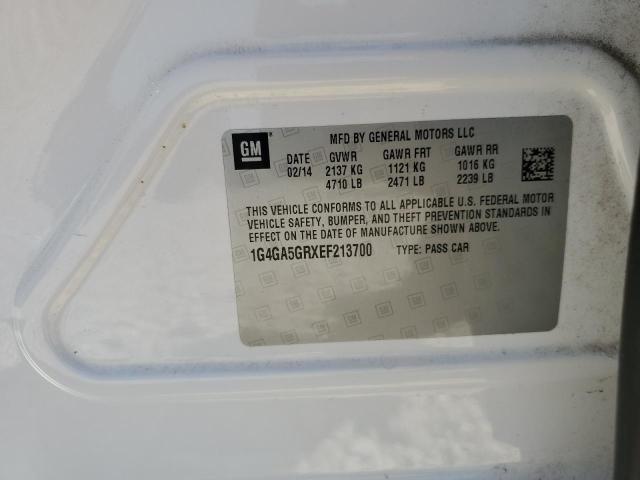 GM
MFD BY GENERAL MOTORS LLC
DATE GVWR GAWR FRT GAWR RR
02/14 2137 KG 1121 KG 1016 KG
4710 LB 2471 LB 2239 LB
THIS VEHICLE CONFORMS TO ALL APPLICABLE U.S. FEDERAL MOTOR
VEHICLE SAFETY, BUMPER, AND THEFT PREVENTION STANDARDS IN
EFFECT ON THE DATE OF MANUFACTURE SHOWN ABOVE.
1G4GA5GRXEF213700 TYPE: PASS CAR